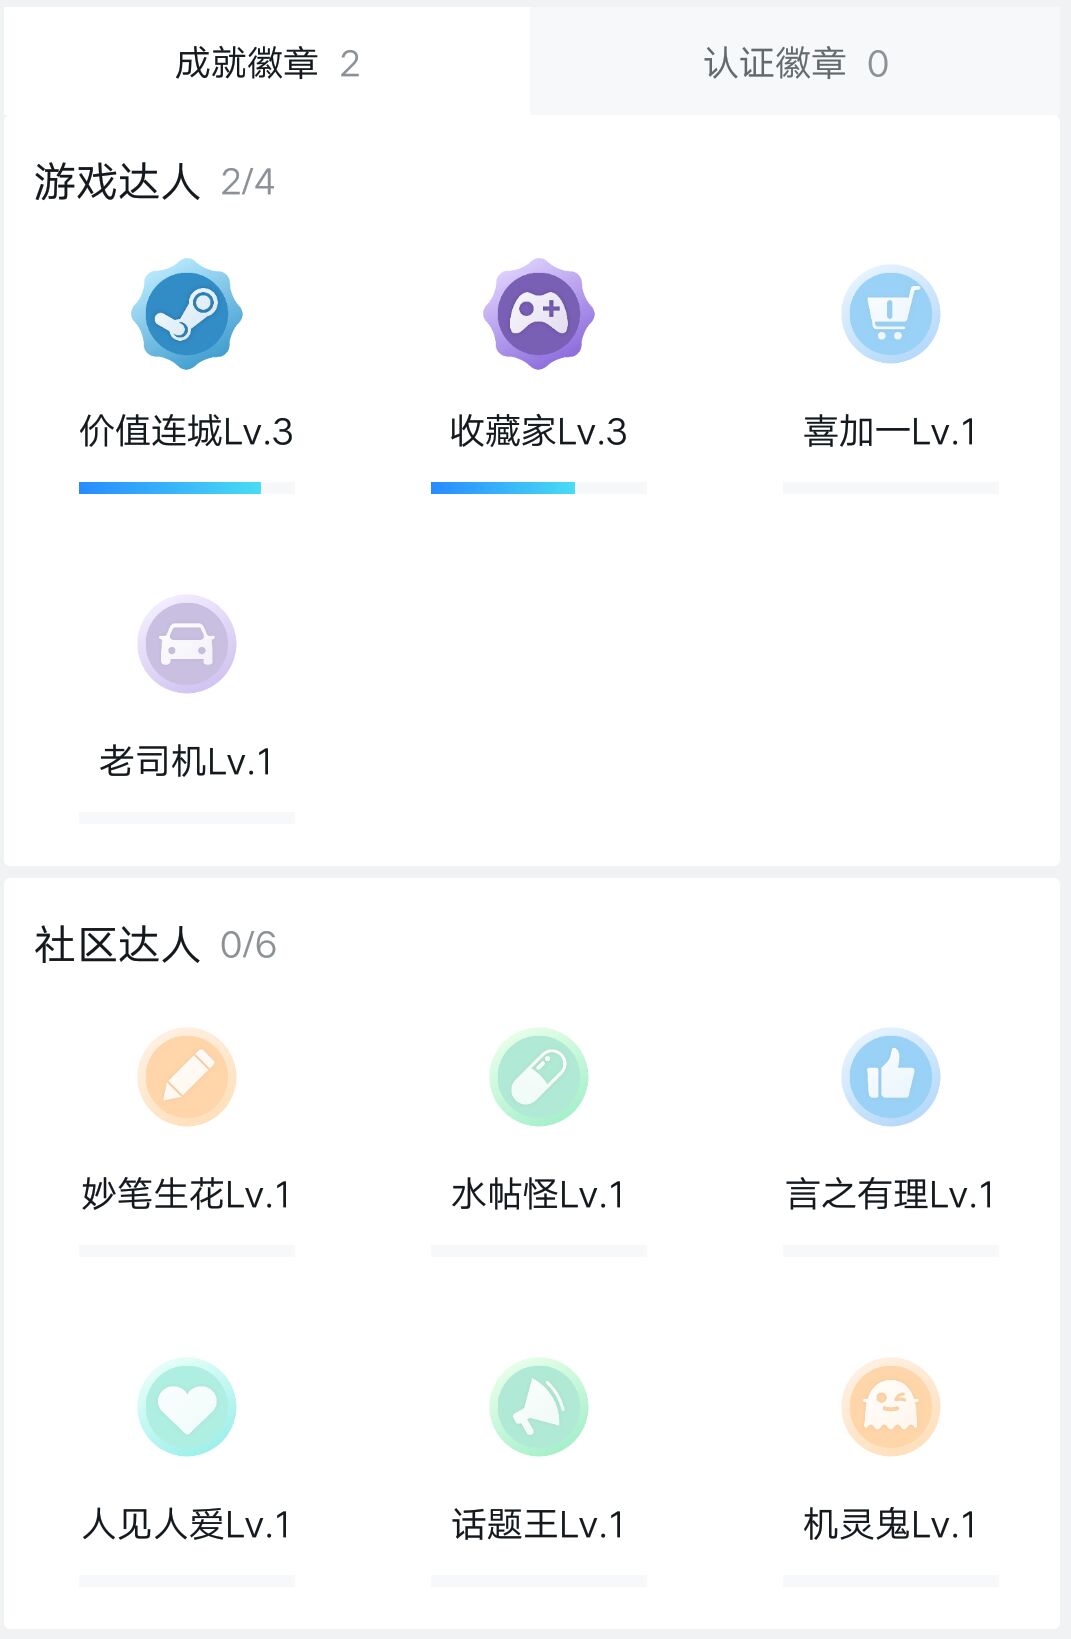 成就徽章 2
认证徽章 0
游戏达人 2/4
价值连城Lv.3
收藏家Lv.3
喜加一Lv.1
老司机Lv.1
社区达人 0/6
妙笔生花Lv.1
水帖怪Lv.1
言之有理Lv.1
人见人爱Lv.1
话题王Lv.1
机灵鬼Lv.1